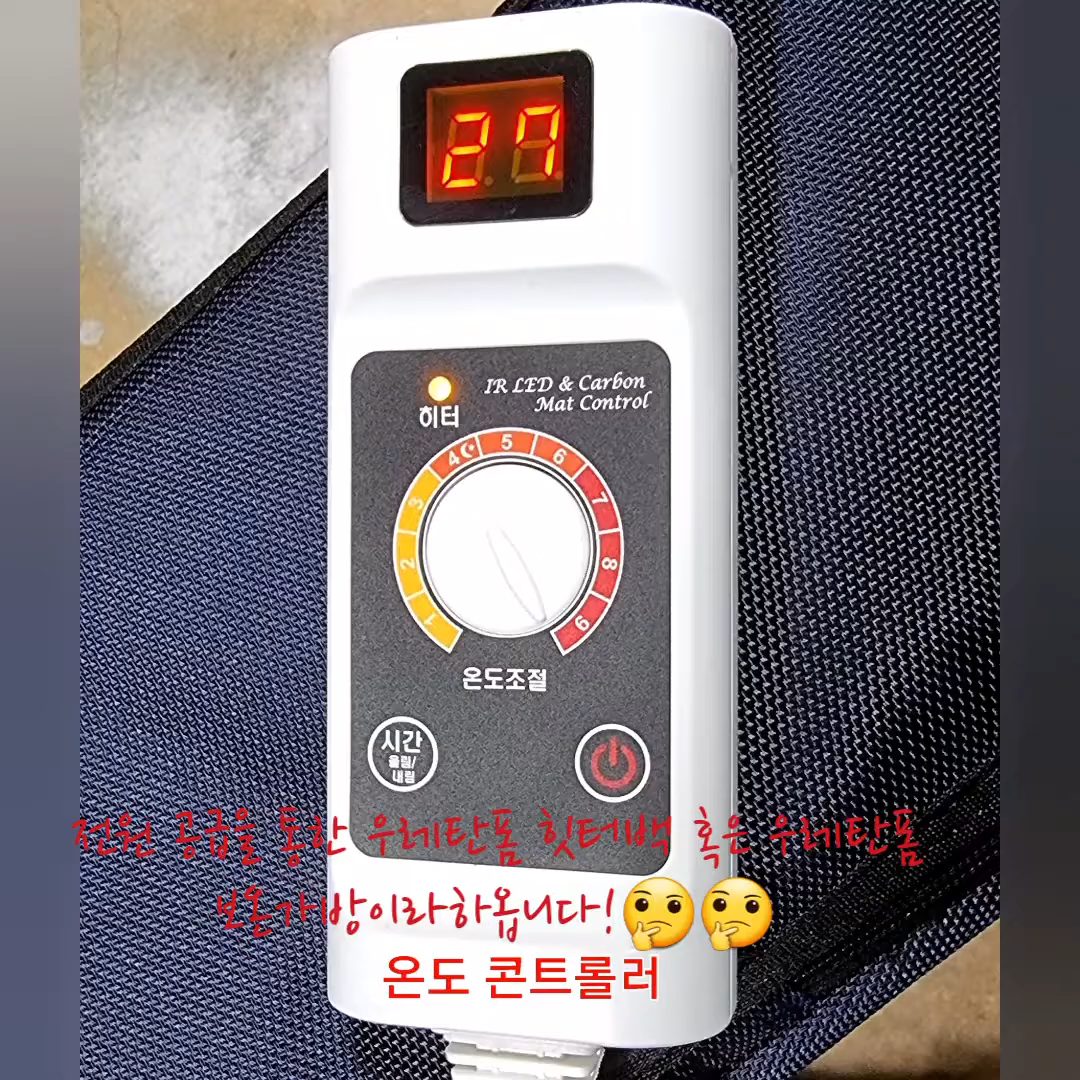 27
IR LED & Carbon
Mat Control
히터
1 2 3 4 5 6 7 8 9
온도조절
시간
올림/
내림
전원 공급을 통한 우레탄폼 힛터백 혹은 우레탄폼
보온가방이라하옵니다!🤔🤔
온도 콘트롤러